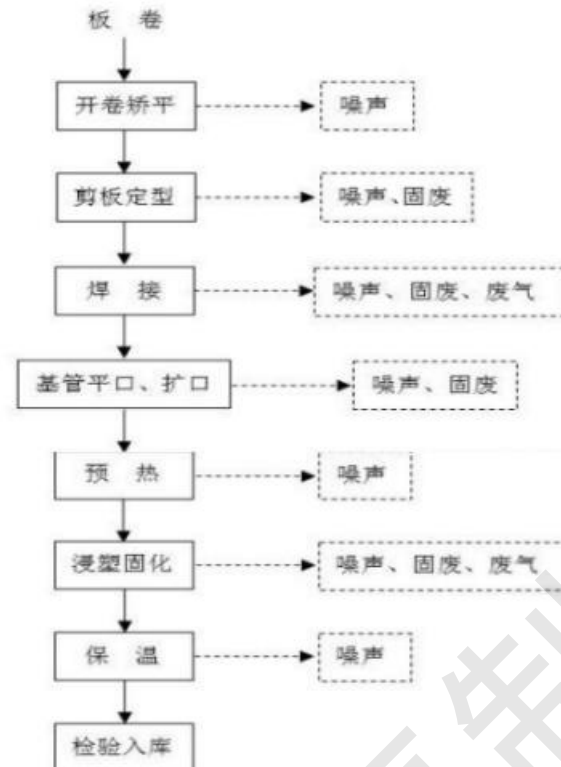 板 卷
开卷矫平 噪声
剪板定型 噪声、固废
焊 接 噪声、固废、废气
基管平口、扩口 噪声、固废
预 热 噪声
浸塑固化 噪声、固废、废气
保 温 噪声
检验入库
制